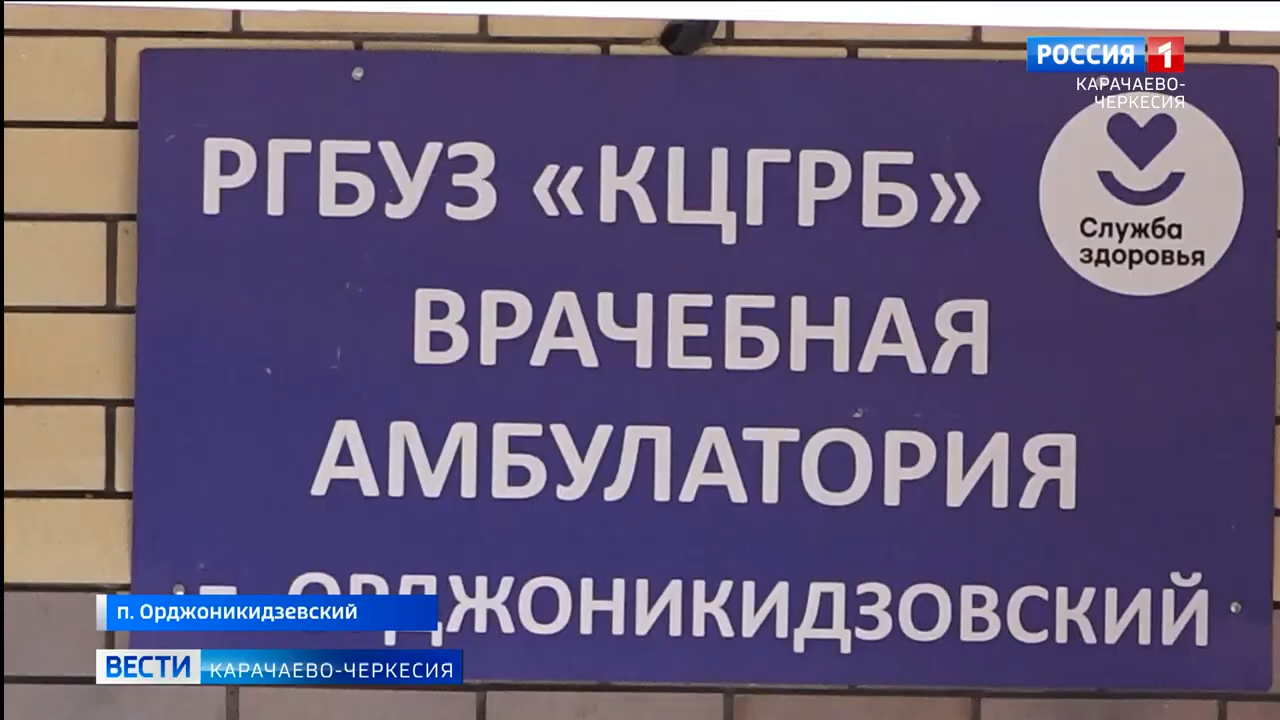 РОССИЯ 1
КАРАЧАЕВО-
ЧЕРКЕСИЯ
РГБУЗ «КЦГРБ»
Служба
здоровья
ВРАЧЕБНАЯ
АМБУЛАТОРИЯ
ОРДЖОНИКИДЗОВСКИЙ
п. Орджоникидзевский
ВЕСТИ КАРАЧАЕВО-ЧЕРКЕСИЯ